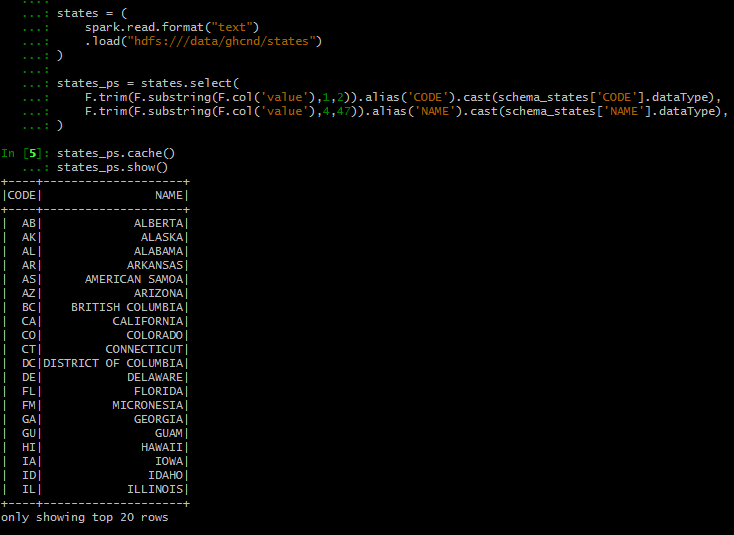 ...:
...: states = (
...:     spark.read.format("text")
...:     .load("hdfs:///data/ghcnd/states")
...: )
...:
...: states_ps = states.select(
...:     F.trim(F.substring(F.col('value'),1,2)).alias('CODE').cast(schema_states['CODE'].dataType),
...:     F.trim(F.substring(F.col('value'),4,47)).alias('NAME').cast(schema_states['NAME'].dataType),
...: )
In [5]: states_ps.cache()
...: states_ps.show()
+----+--------------------+
|CODE|                NAME|
+----+--------------------+
|  AB|             ALBERTA|
|  AK|              ALASKA|
|  AL|             ALABAMA|
|  AR|            ARKANSAS|
|  AS|      AMERICAN SAMOA|
|  AZ|             ARIZONA|
|  BC|    BRITISH COLUMBIA|
|  CA|          CALIFORNIA|
|  CO|            COLORADO|
|  CT|         CONNECTICUT|
|  DC|DISTRICT OF COLUMBIA|
|  DE|            DELAWARE|
|  FL|             FLORIDA|
|  FM|          MICRONESIA|
|  GA|             GEORGIA|
|  GU|                GUAM|
|  HI|              HAWAII|
|  IA|                IOWA|
|  ID|               IDAHO|
|  IL|            ILLINOIS|
+----+--------------------+
only showing top 20 rows